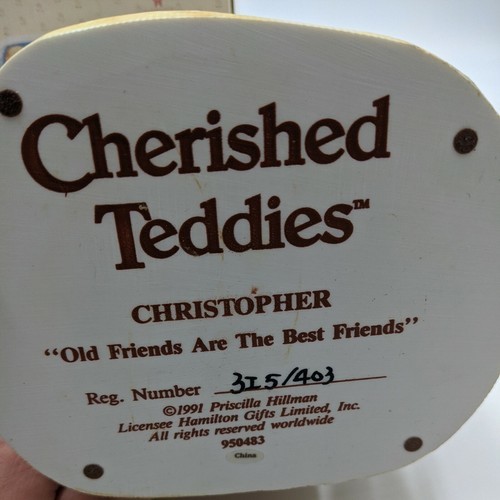 Cherished
Teddies™
CHRISTOPHER
“Old Friends Are The Best Friends”
Reg. Number 3I5/403
©1991 Priscilla Hillman
Licensee Hamilton Gifts Limited, Inc.
All rights reserved worldwide
950483
China